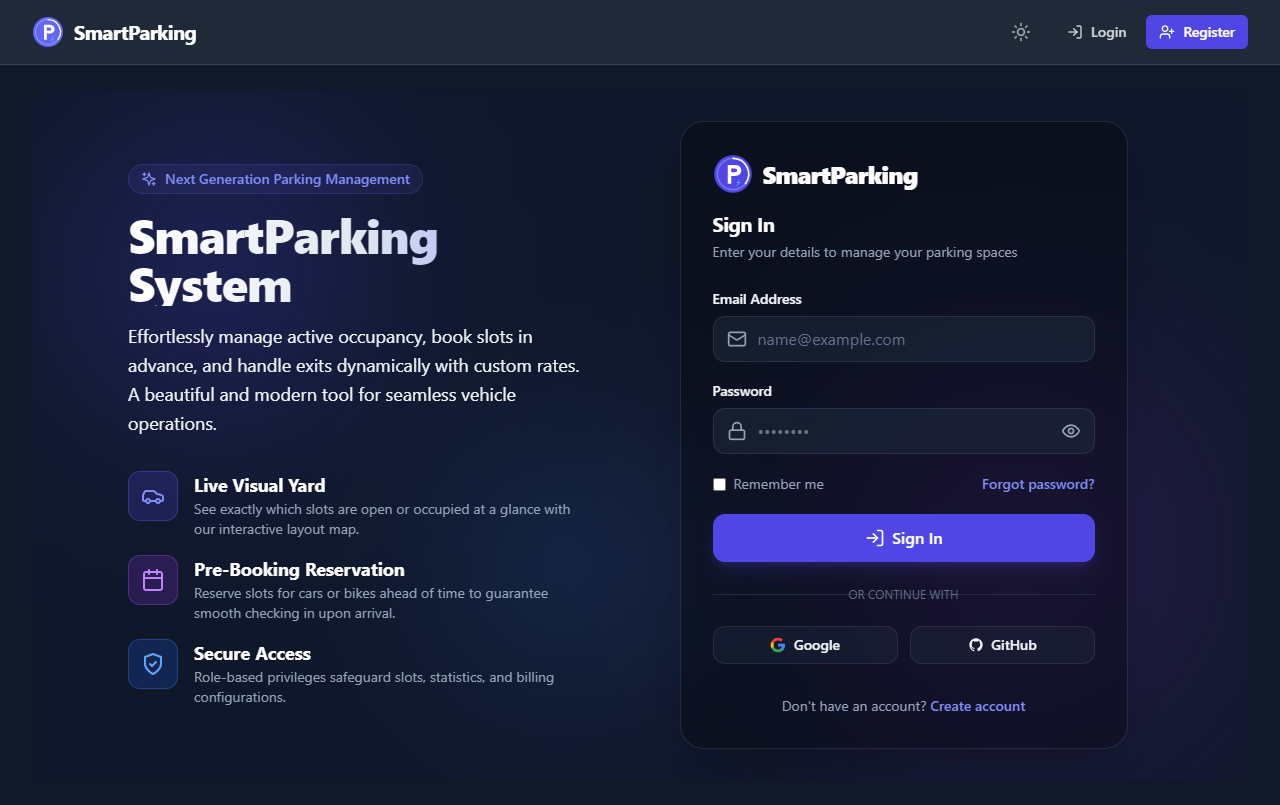 SmartParking
Login
Register
Next Generation Parking Management
SmartParking
System
Effortlessly manage active occupancy, book slots in
advance, and handle exits dynamically with custom rates.
A beautiful and modern tool for seamless vehicle
operations.
Live Visual Yard
See exactly which slots are open or occupied at a glance with
our interactive layout map.
Pre-Booking Reservation
Reserve slots for cars or bikes ahead of time to guarantee
smooth checking in upon arrival.
Secure Access
Role-based privileges safeguard slots, statistics, and billing
configurations.
P SmartParking
Sign In
Enter your details to manage your parking spaces
Email Address
name@example.com
Password
••••••••
Remember me
Forgot password?
Sign In
OR CONTINUE WITH
Google
GitHub
Don't have an account? Create account